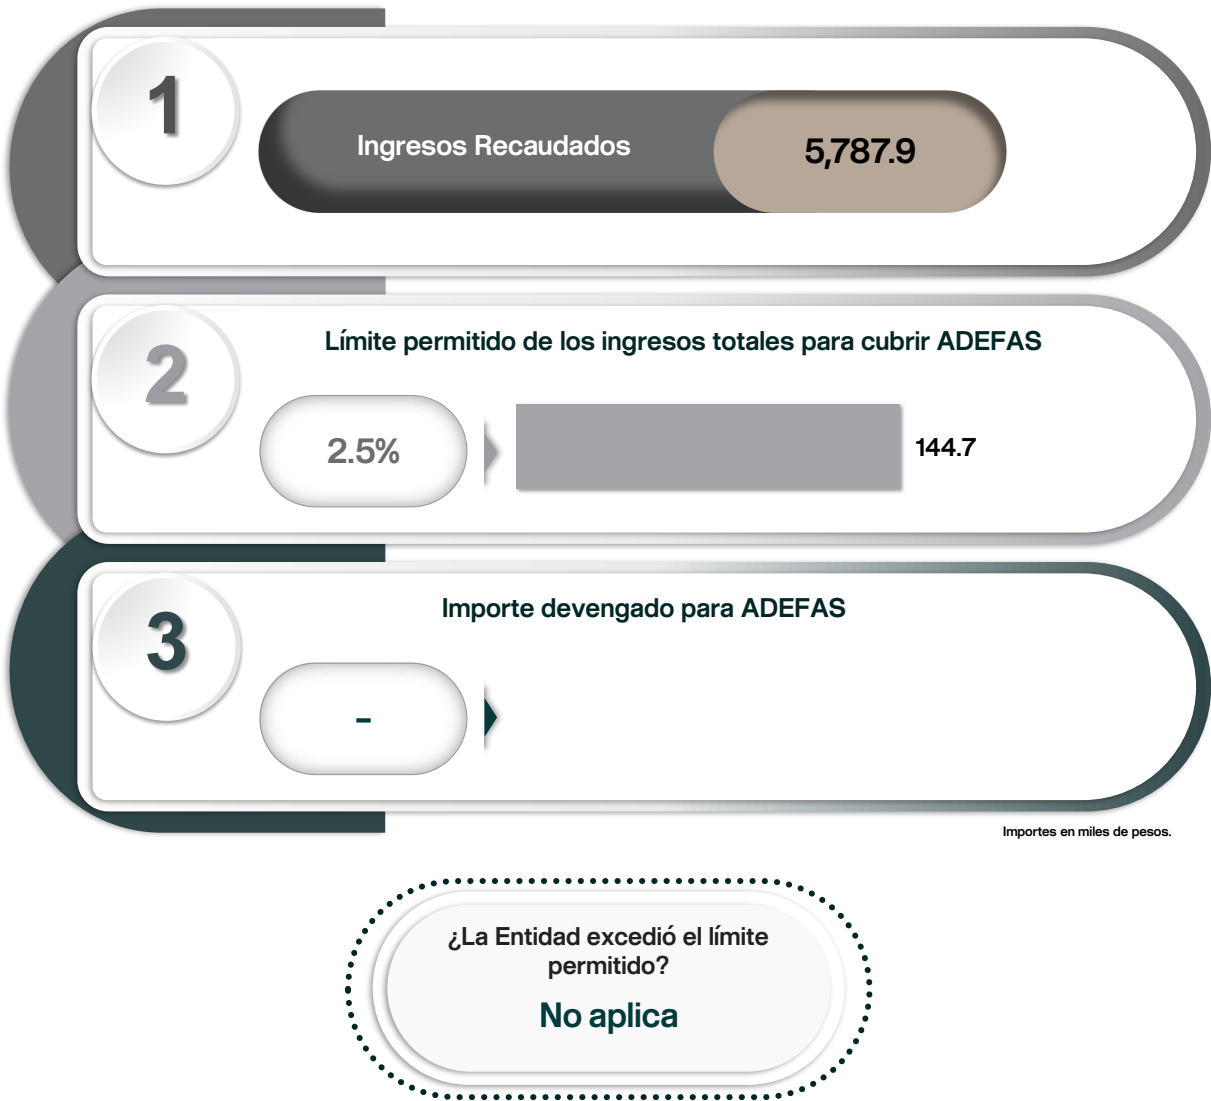 1
Ingresos Recaudados
5,787.9
2
Límite permitido de los ingresos totales para cubrir ADEFAS
2.5%
144.7
3
Importe devengado para ADEFAS
-
Importes en miles de pesos.
¿La Entidad excedió el límite
permitido?
No aplica